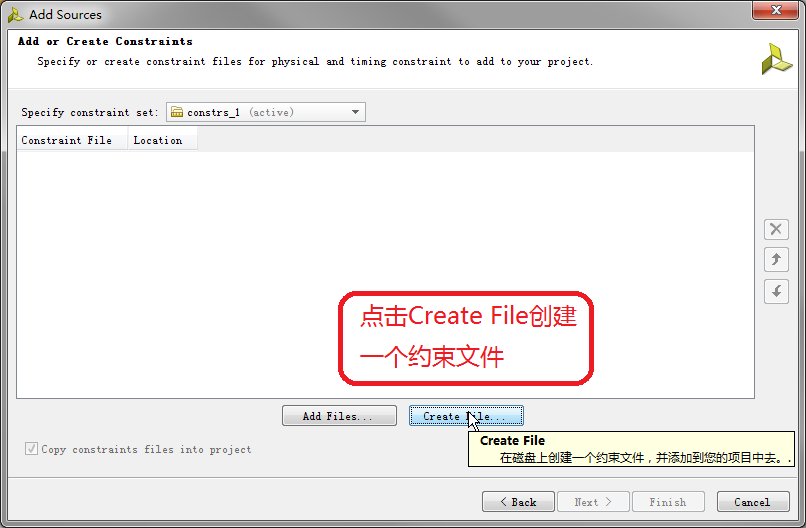 Add Sources
Add or Create Constraints
Specify or create constraint files for physical and timing constraint to add to your project.
Specify constraint set: constrs_1 (active)
Constraint File Location
点击Create File创建
一个约束文件
Add Files... Create File...
Create File
在磁盘上创建一个约束文件，并添加到您的项目中去。.
Copy constraints files into project
< Back Next > Finish Cancel